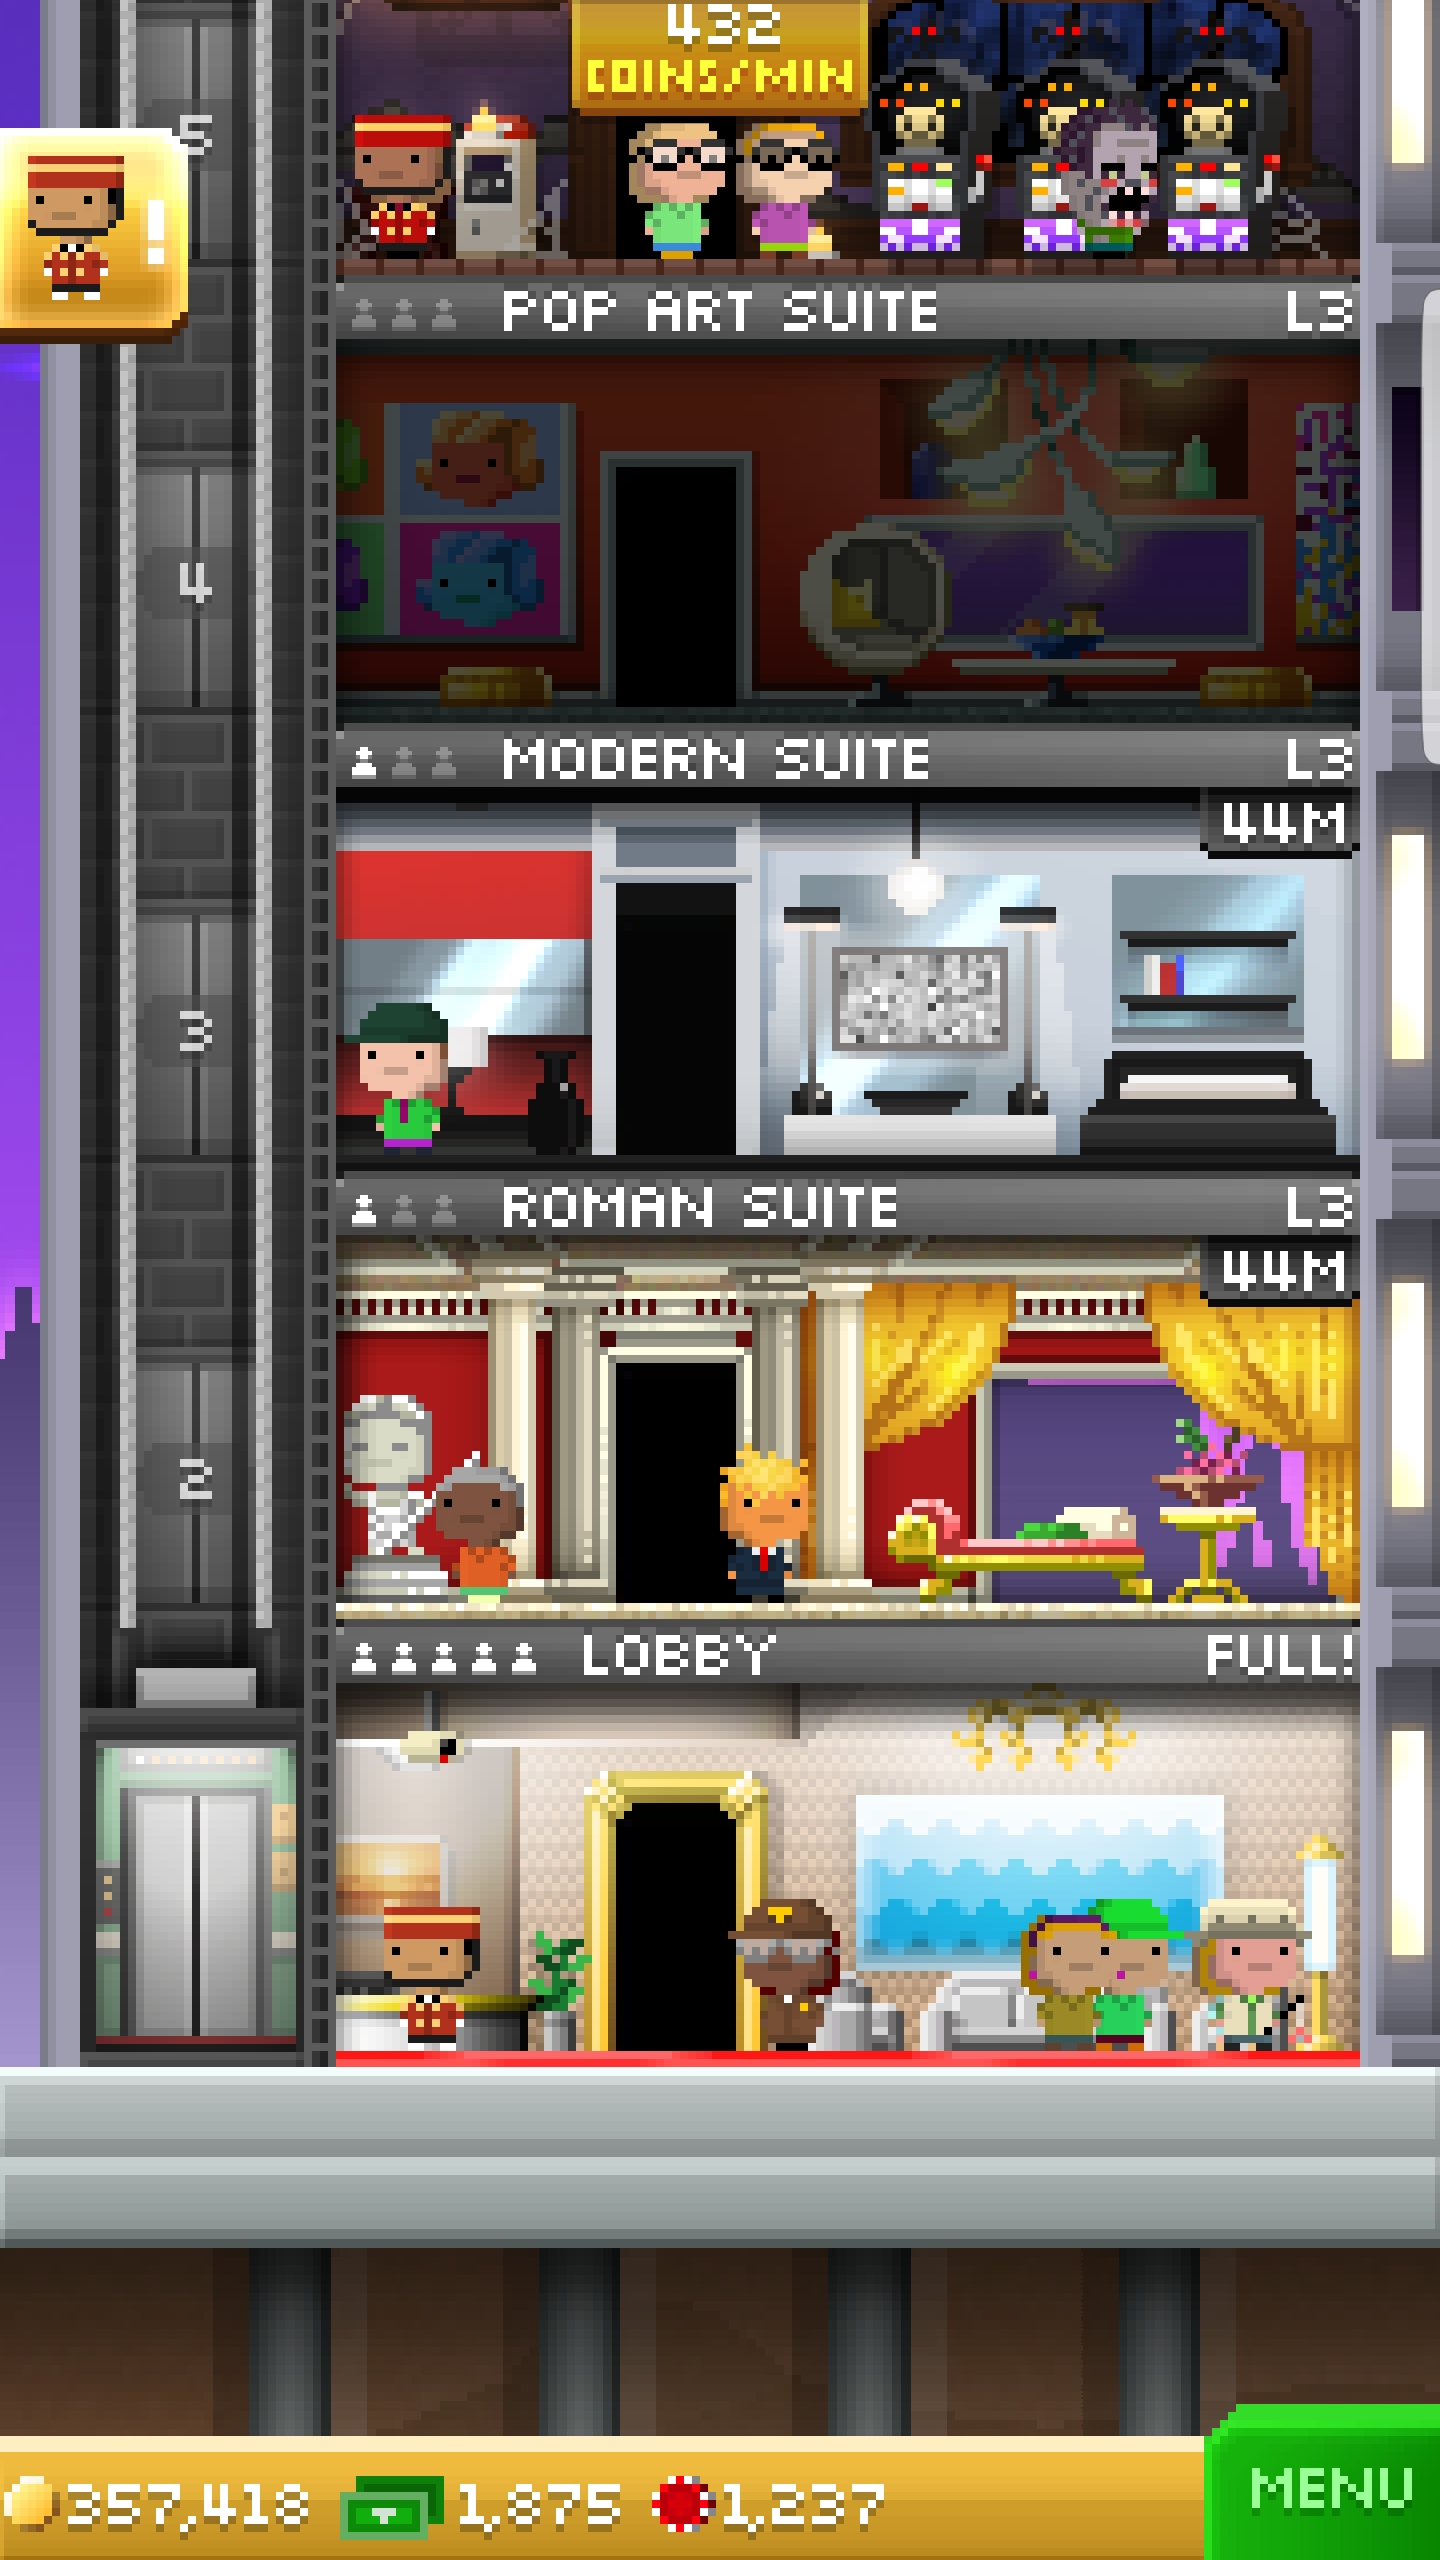 432
COINS/MIN
5
!
POP ART SUITE L3
4
MODERN SUITE L3
44M
3
ROMAN SUITE L3
44M
2
LOBBY FULL!
357,418 1,875 1,237
MENU